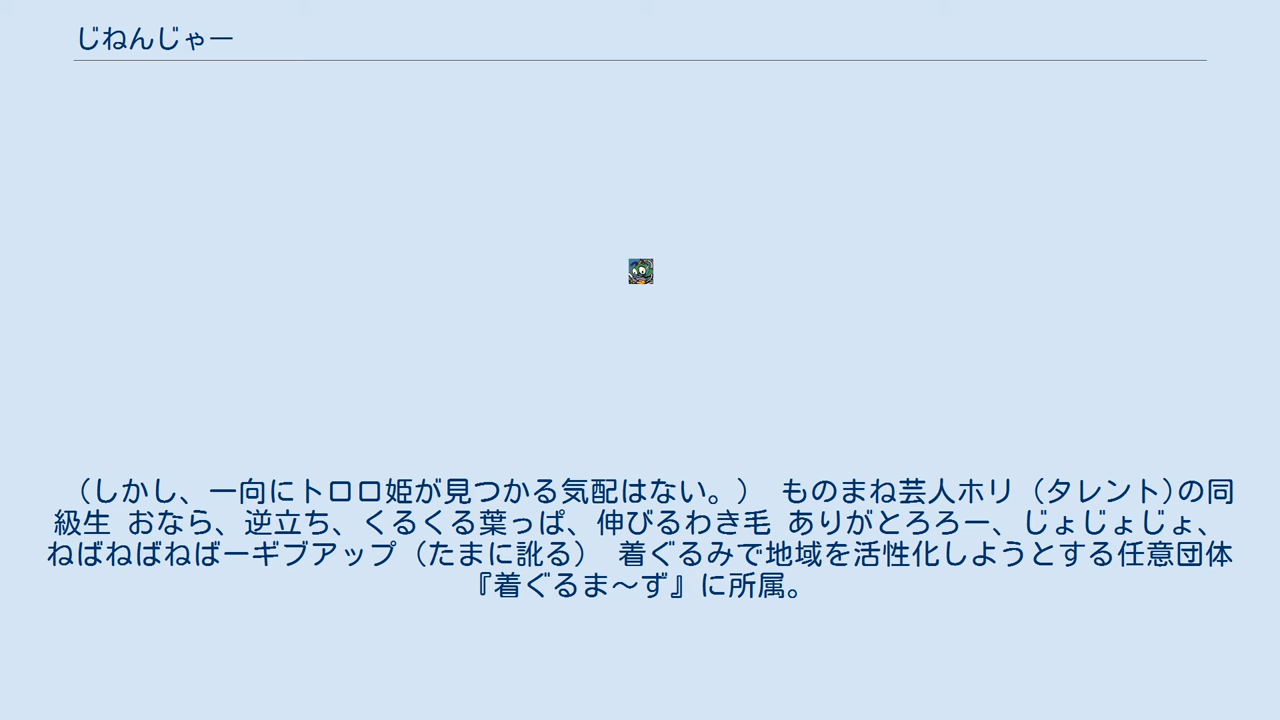 じねんじゃー
（しかし、一向にトロロ姫が見つかる気配はない。） ものまね芸人ホリ（タレント)の同
級生 おなら、逆立ち、くるくる葉っぱ、伸びるわき毛 ありがとろろー、じょじょじょ、
ねばねばねばーギブアップ（たまに訛る） 着ぐるみで地域を活性化しようとする任意団体
『着ぐるま～ず』に所属。